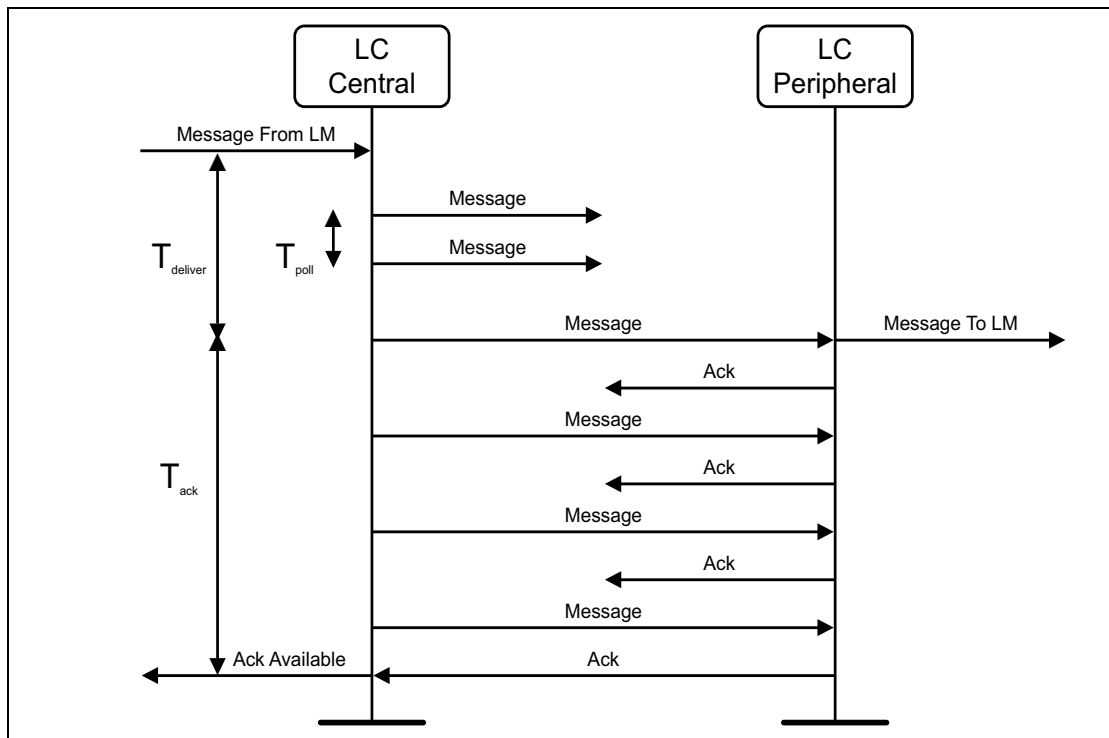 LC
Central
LC
Peripheral
Message From LM
Message
Message
T deliver
T poll
Message
Message To LM
Ack
Message
Ack
T ack
Message
Ack
Message
Ack Available
Ack